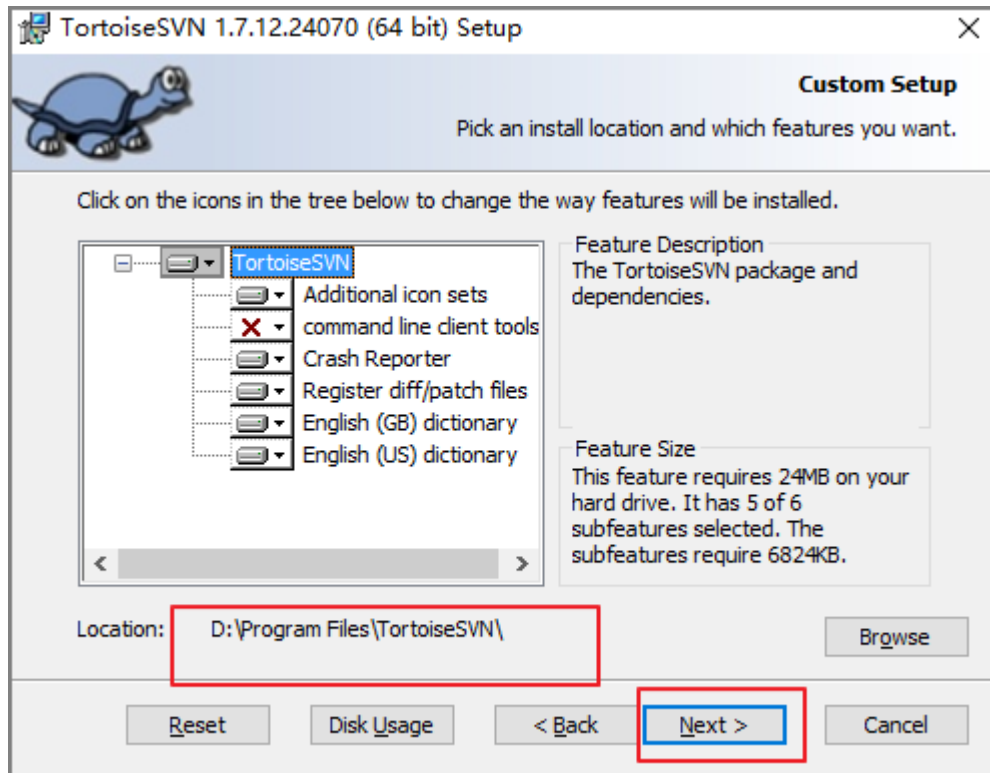 TortoiseSVN 1.7.12.24070 (64 bit) Setup
Custom Setup
Pick an install location and which features you want.
Click on the icons in the tree below to change the way features will be installed.
TortoiseSVN
Additional icon sets
command line client tools
Crash Reporter
Register diff/patch files
English (GB) dictionary
English (US) dictionary
Feature Description
The TortoiseSVN package and
dependencies.
Feature Size
This feature requires 24MB on your
hard drive. It has 5 of 6
subfeatures selected. The
subfeatures require 6824KB.
Location: D:\Program Files\TortoiseSVN\
Browse
Reset Disk Usage < Back Next > Cancel